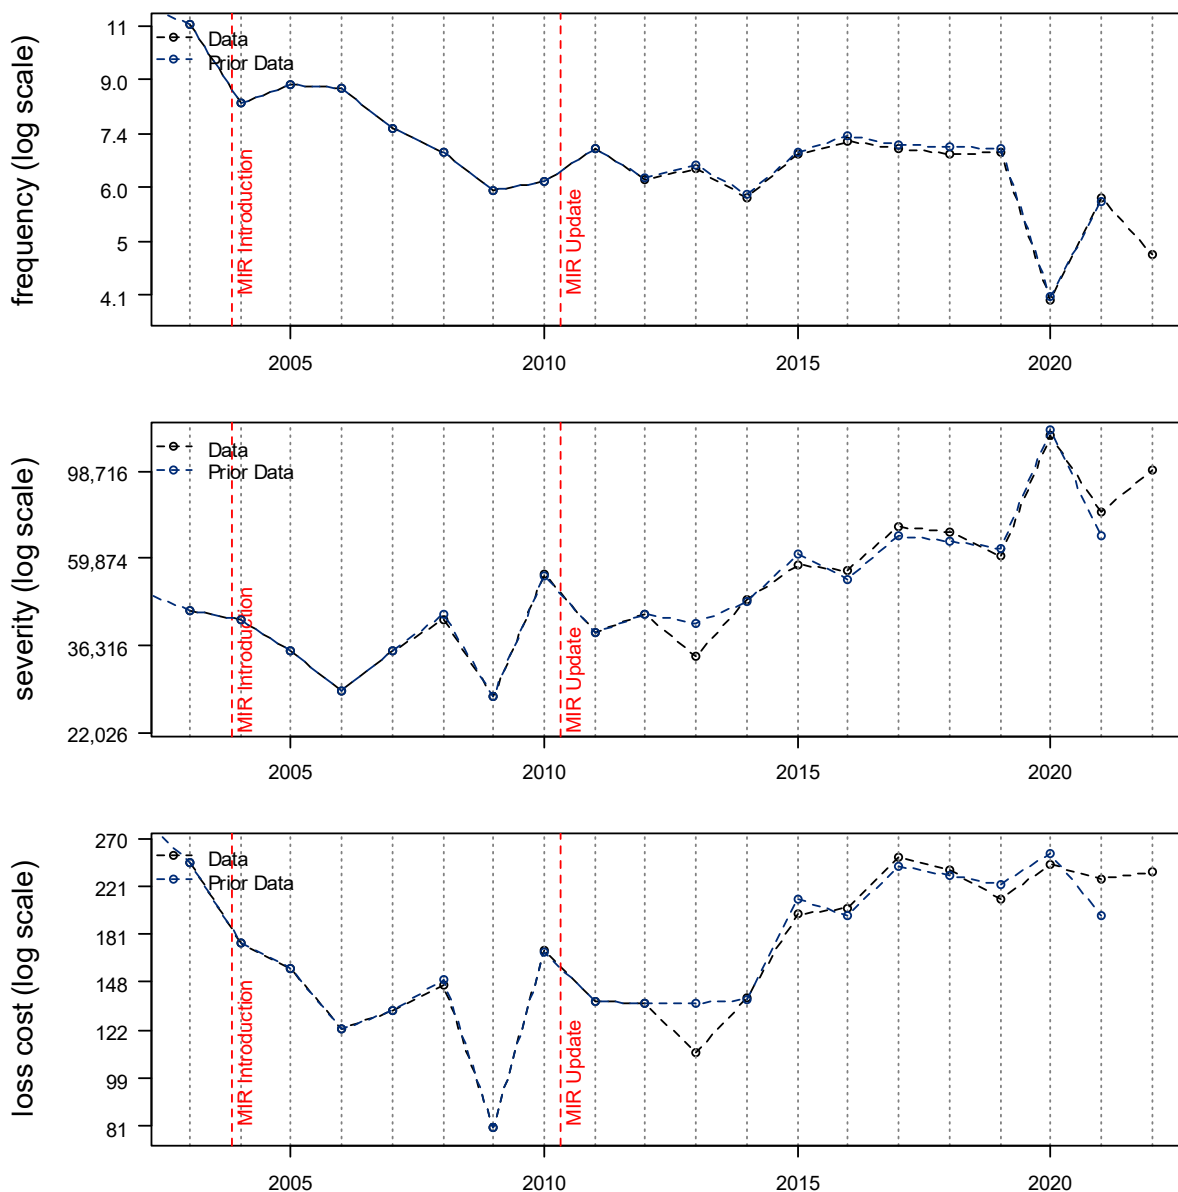 frequency (log scale)
11
9.0
7.4
6.0
5
4.1
Data
Prior Data
MIR Introduction
MIR Update
2005
2010
2015
2020
severity (log scale)
98,716
59,874
36,316
22,026
Data
Prior Data
MIR Introduction
MIR Update
2005
2010
2015
2020
loss cost (log scale)
270
221
181
148
122
99
81
Data
Prior Data
MIR Introduction
MIR Update
2005
2010
2015
2020